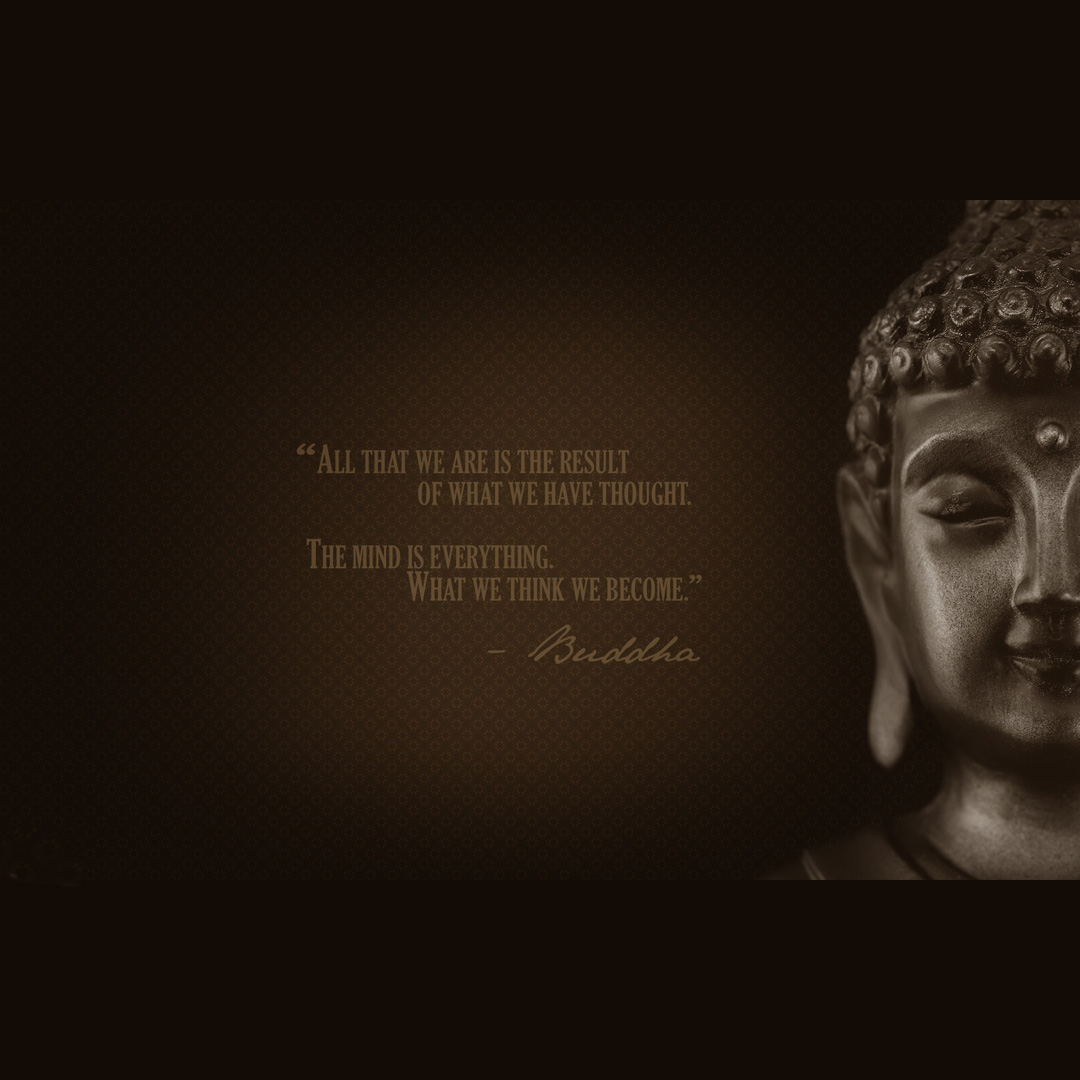 “All that we are is the result
of what we have thought.
The mind is everything.
What we think we become.”
– Buddha